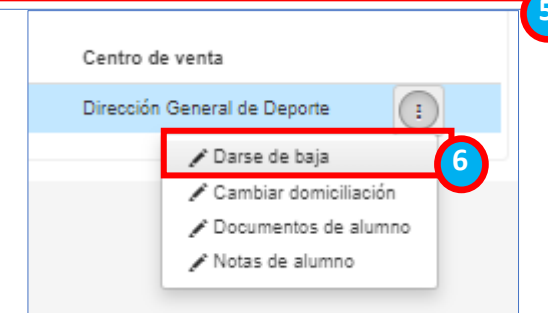 5
Centro de venta
Dirección General de Deporte
Darse de baja
6
Cambiar domiciliación
Documentos de alumno
Notas de alumno